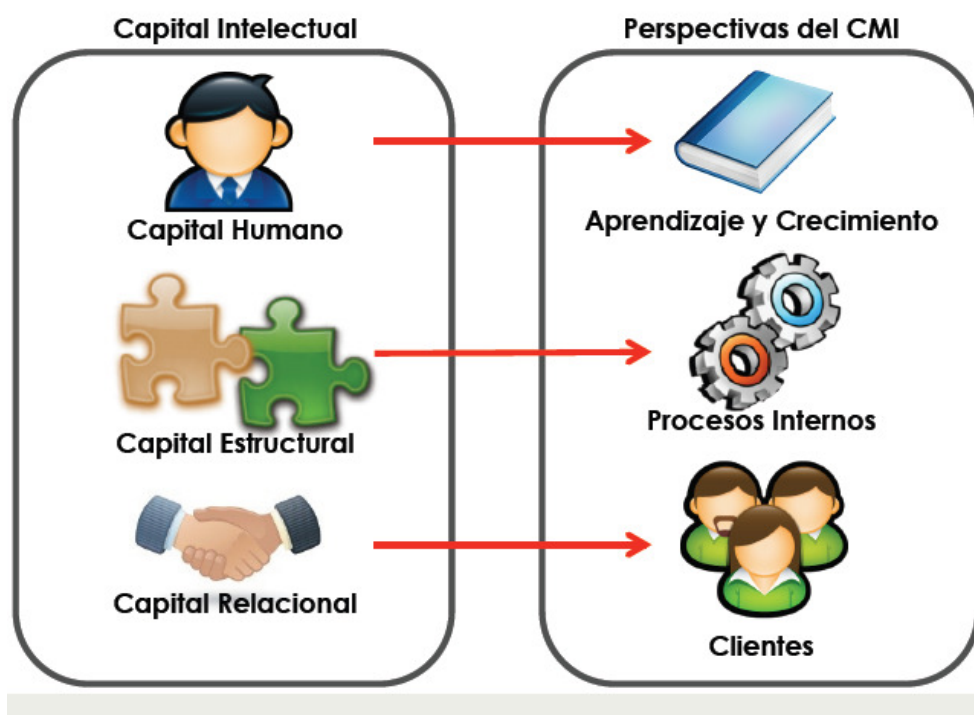 Capital Intelectual
Perspectivas del CMI
Capital Humano
Aprendizaje y Crecimiento
Capital Estructural
Procesos Internos
Capital Relacional
Clientes